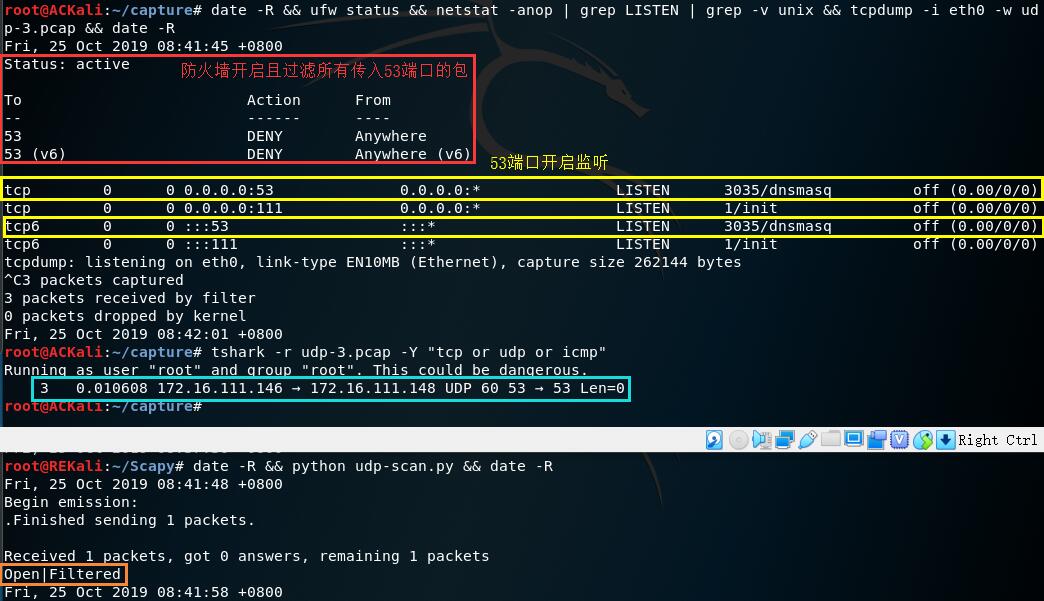 root@ACKali:~/capture# date -R && ufw status && netstat -anop | grep LISTEN | grep -v unix && tcpdump -i eth0 -w ud
p-3.pcap && date -R
Fri, 25 Oct 2019 08:41:45 +0800
Status: active
防火墙开启且过滤所有传入53端口的包
To Action From
-- ------ ----
53 DENY Anywhere
53 (v6) DENY Anywhere (v6)
53端口开启监听
tcp 0 0 0.0.0.0:53 0.0.0.0:* LISTEN 3035/dnsmasq off (0.00/0/0)
tcp 0 0 0.0.0.0:111 0.0.0.0:* LISTEN 1/init off (0.00/0/0)
tcp6 0 0 :::53 :::* LISTEN 3035/dnsmasq off (0.00/0/0)
tcp6 0 0 :::111 :::* LISTEN 1/init off (0.00/0/0)
tcpdump: listening on eth0, link-type EN10MB (Ethernet), capture size 262144 bytes
^C3 packets captured
3 packets received by filter
0 packets dropped by kernel
Fri, 25 Oct 2019 08:42:01 +0800
root@ACKali:~/capture# tshark -r udp-3.pcap -Y "tcp or udp or icmp"
Running as user "root" and group "root". This could be dangerous.
3 0.010608 172.16.111.146 → 172.16.111.148 UDP 60 53 → 53 Len=0
root@ACKali:~/capture#
Right Ctrl
root@REKali:~/Scapy# date -R && python udp-scan.py && date -R
Fri, 25 Oct 2019 08:41:48 +0800
Begin emission:
.Finished sending 1 packets.
Received 1 packets, got 0 answers, remaining 1 packets
Open|Filtered
Fri, 25 Oct 2019 08:41:58 +0800